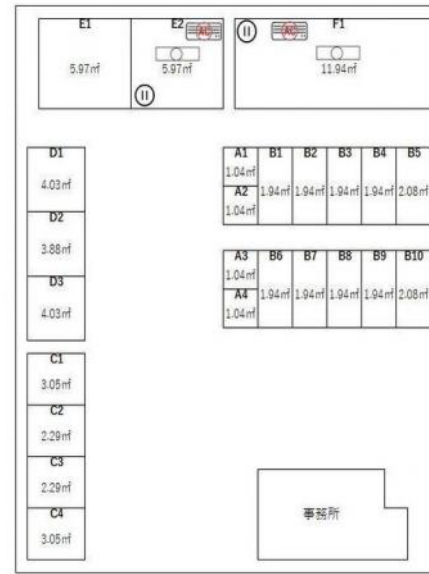 E1 E2 F1
AC AC
5.97㎡ 5.97㎡ 11.94㎡
D1
4.03㎡
D2
3.88㎡
D3
4.03㎡
A1 B1 B2 B3 B4 B5
1.04㎡
A2 1.94㎡ 1.94㎡ 1.94㎡ 1.94㎡ 2.08㎡
1.04㎡
A3 B6 B7 B8 B9 B10
1.04㎡
A4 1.94㎡ 1.94㎡ 1.94㎡ 1.94㎡ 2.08㎡
1.04㎡
C1
3.05㎡
C2
2.29㎡
C3
2.29㎡
C4
3.05㎡
事務所